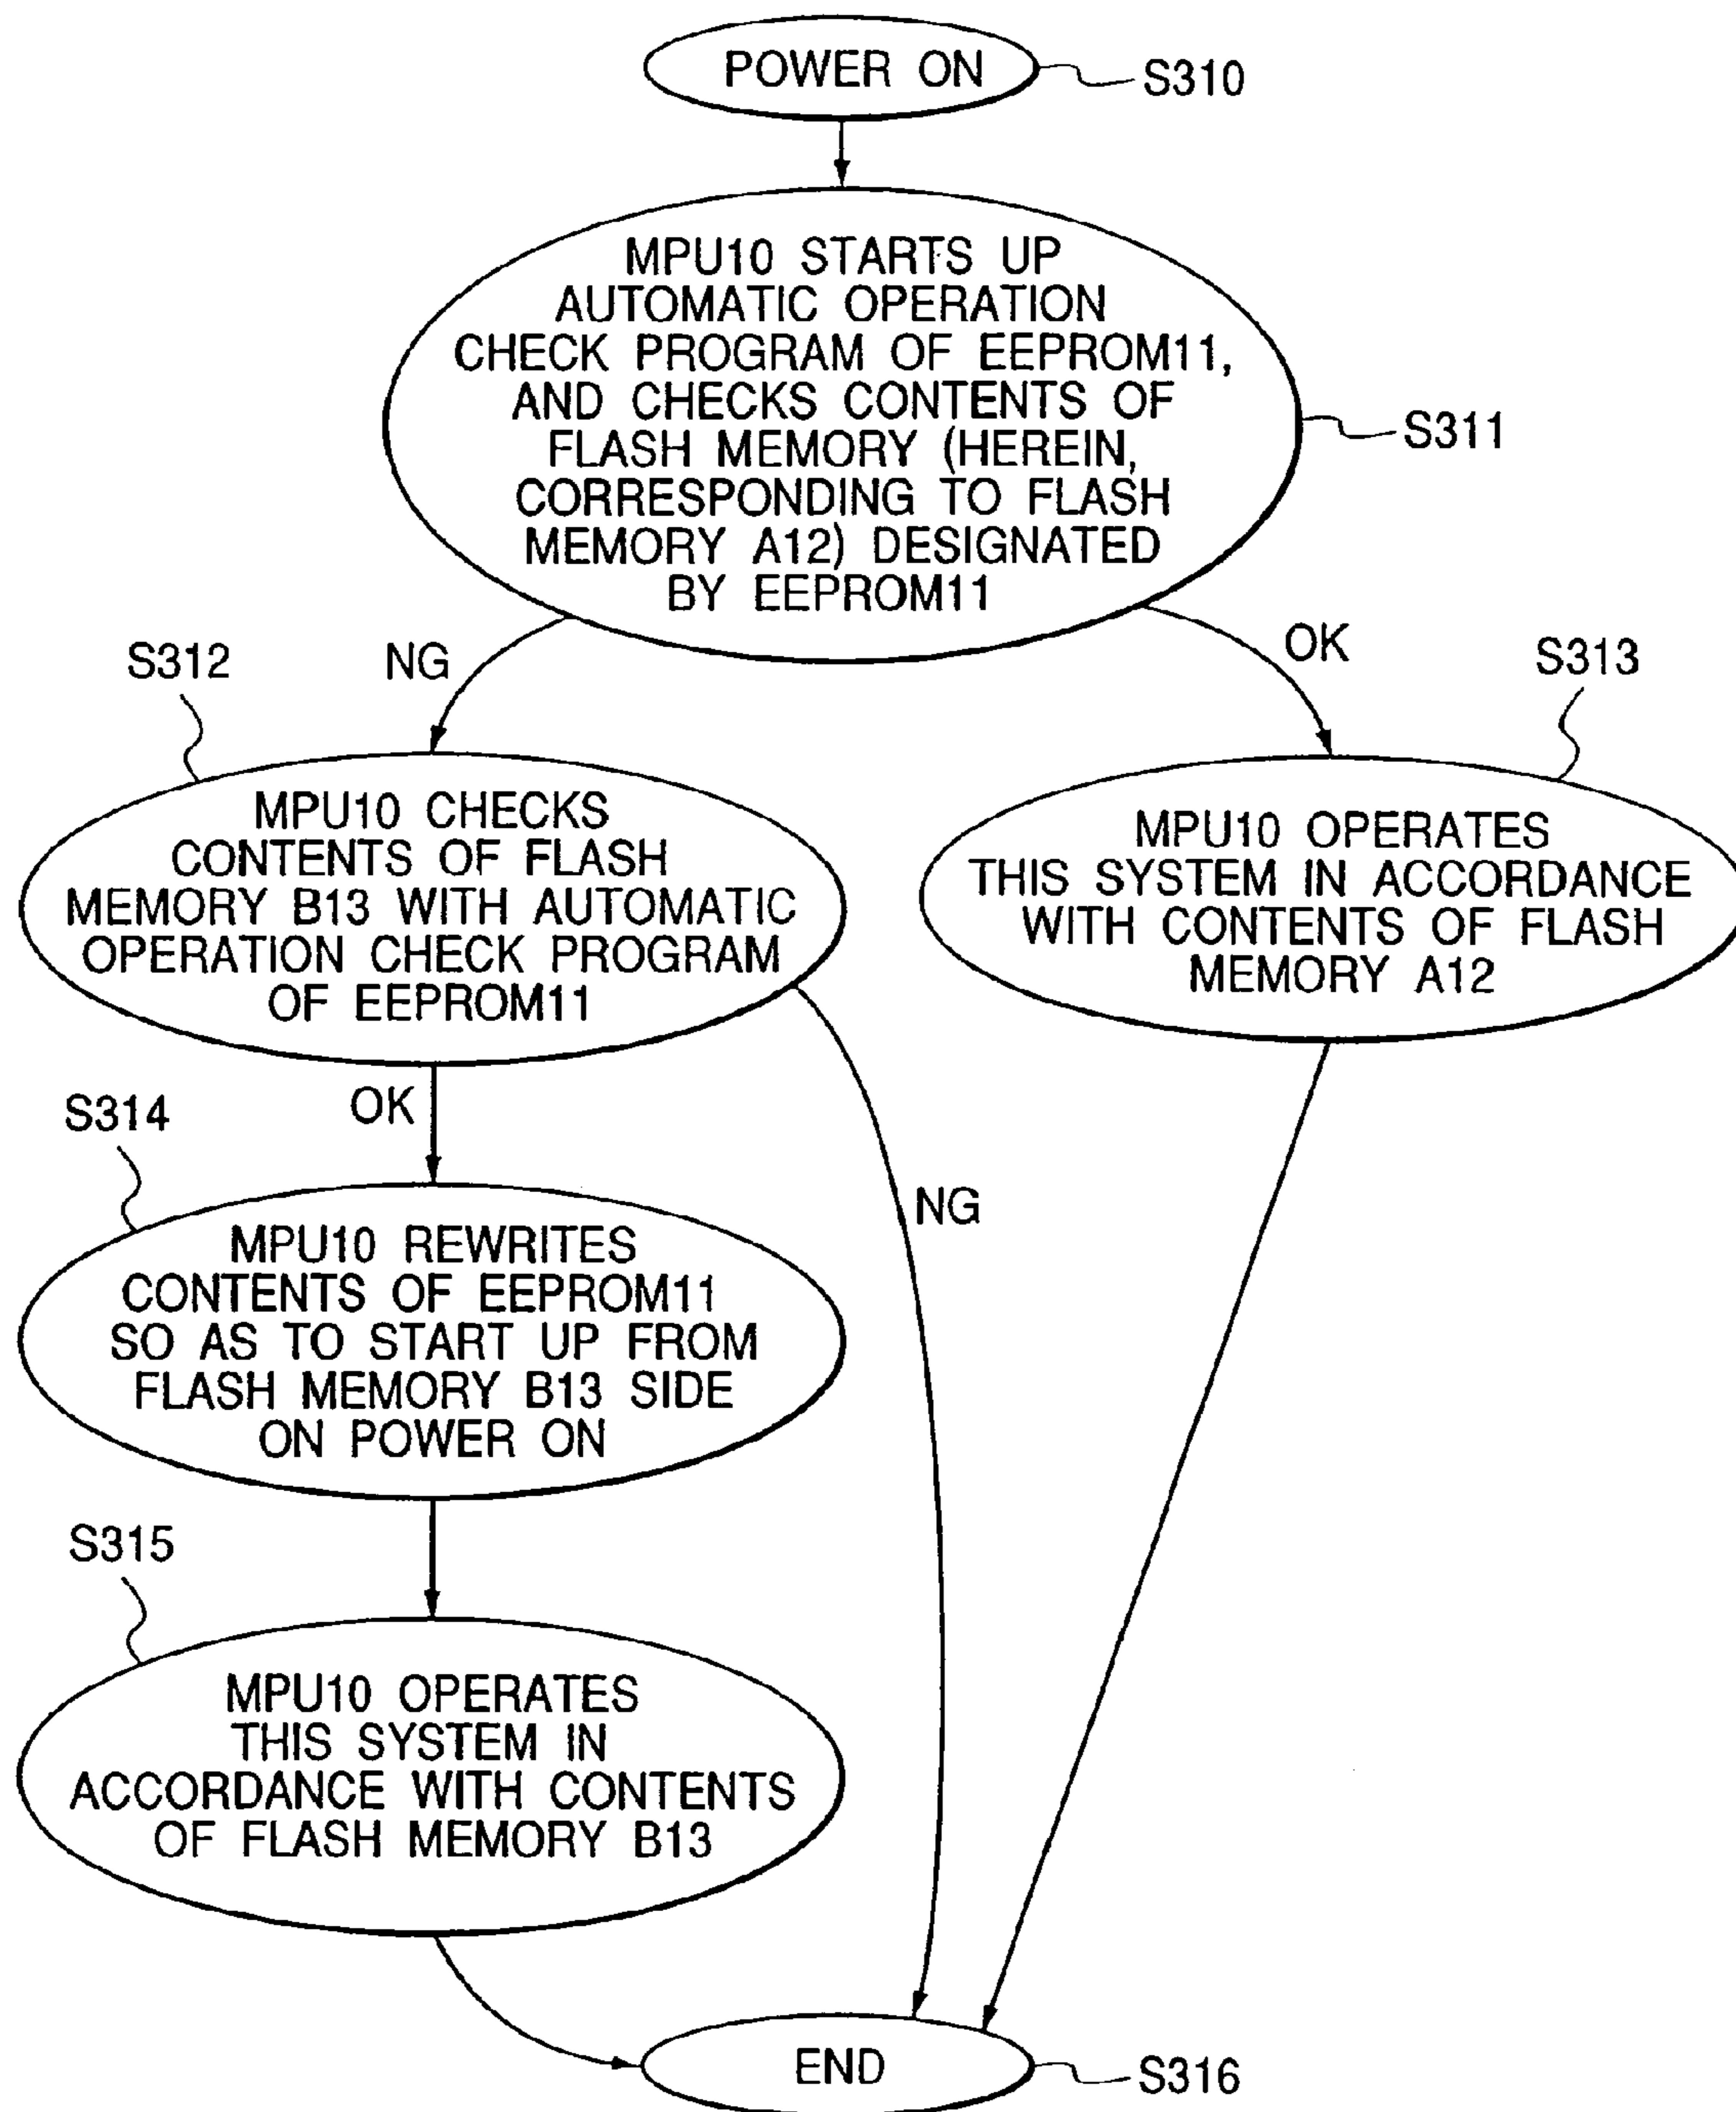 POWER ON
S310
MPU10 STARTS UP
AUTOMATIC OPERATION
CHECK PROGRAM OF EEPROM11,
AND CHECKS CONTENTS OF
FLASH MEMORY (HEREIN,
CORRESPONDING TO FLASH
MEMORY A12) DESIGNATED
BY EEPROM11
S311
NG
OK
S312
S313
MPU10 CHECKS
CONTENTS OF FLASH
MEMORY B13 WITH AUTOMATIC
OPERATION CHECK PROGRAM
OF EEPROM11
MPU10 OPERATES
THIS SYSTEM IN ACCORDANCE
WITH CONTENTS OF FLASH
MEMORY A12
OK
NG
S314
MPU10 REWRITES
CONTENTS OF EEPROM11
SO AS TO START UP FROM
FLASH MEMORY B13 SIDE
ON POWER ON
S315
MPU10 OPERATES
THIS SYSTEM IN
ACCORDANCE WITH CONTENTS
OF FLASH MEMORY B13
END
S316